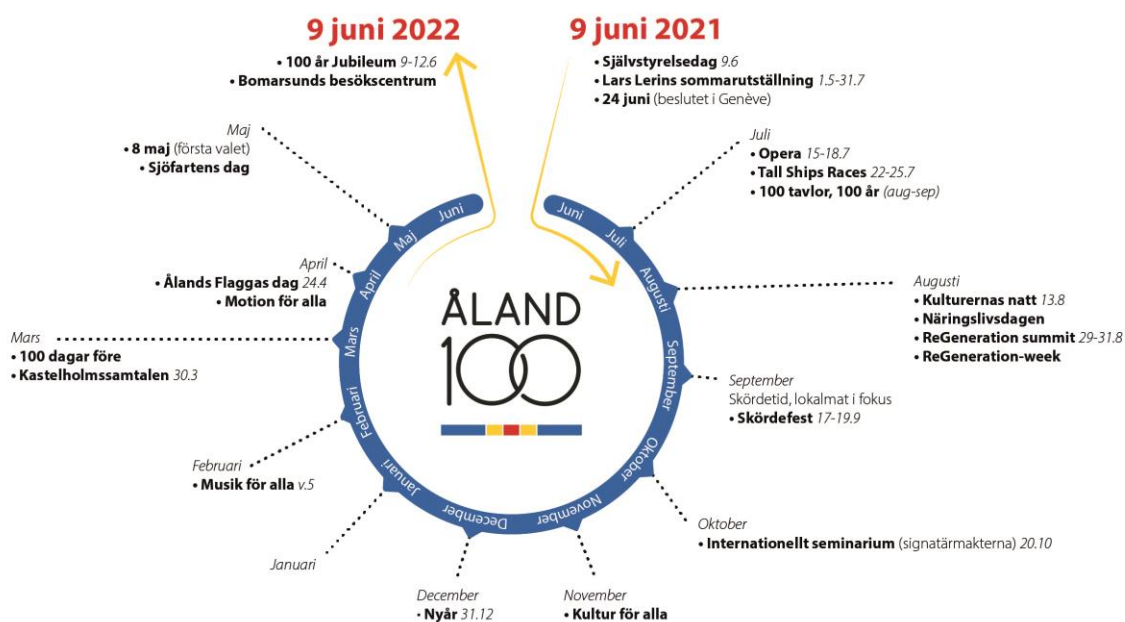 9 juni 2022
• 100 år Jubileum 9-12.6
• Bomarsunds besökscentrum
9 juni 2021
• Självstyrelsedag 9.6
• Lars Lerins sommarutställning 1.5-31.7
• 24 juni (beslutet i Genève)
Juli
• Opera 15-18.7
• Tall Ships Races 22-25.7
• 100 tavlor, 100 år (aug-sep)
Augusti
• Kulturernas natt 13.8
• Näringslivsdagen
• ReGeneration summit 29-31.8
• ReGeneration-week
September
Skördetid, lokalmat i fokus
• Skördefest 17-19.9
Oktober
• Internationellt seminarium (signatärmakterna) 20.10
November
• Kultur för alla
December
· Nyår 31.12
Januari
Februari
• Musik för alla v.5
Mars
• 100 dagar före
• Kastelholmssamtalen 30.3
April
• Ålands Flaggas dag 24.4
• Motion för alla
Maj
• 8 maj (första valet)
• Sjöfartens dag
Juni
Juli
Augusti
September
Oktober
November
December
Januari
Februari
Mars
April
Maj
Juni
ÅLAND
100